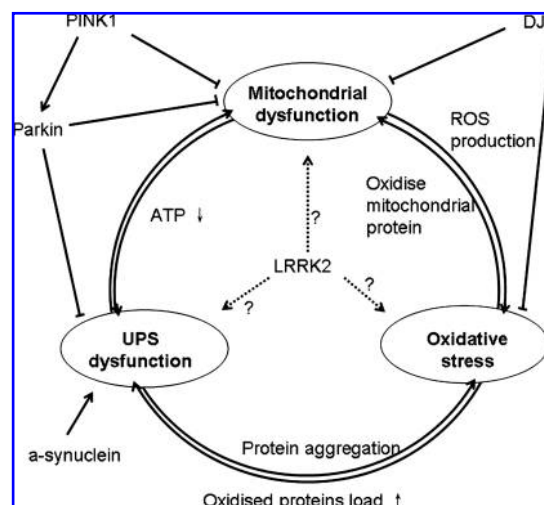 PINK1
DJ
Parkin
Mitochondrial
dysfunction
ROS
production
Oxidise
mitochondrial
protein
ATP ↓
?
LRRK2
?
?
UPS
dysfunction
Oxidative
stress
a-synuclein
Protein aggregation
Oxidised proteins load ↑